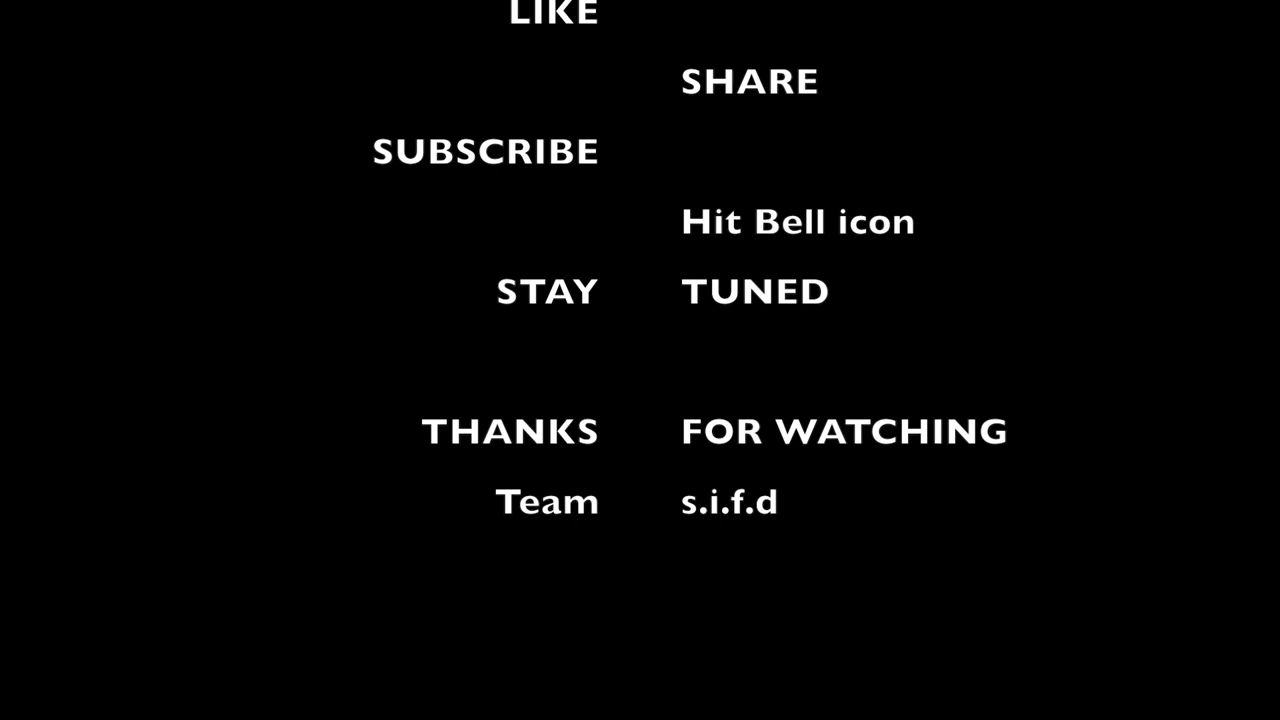 LIKE
SHARE
SUBSCRIBE
Hit Bell icon
STAY TUNED
THANKS FOR WATCHING
Team s.i.f.d